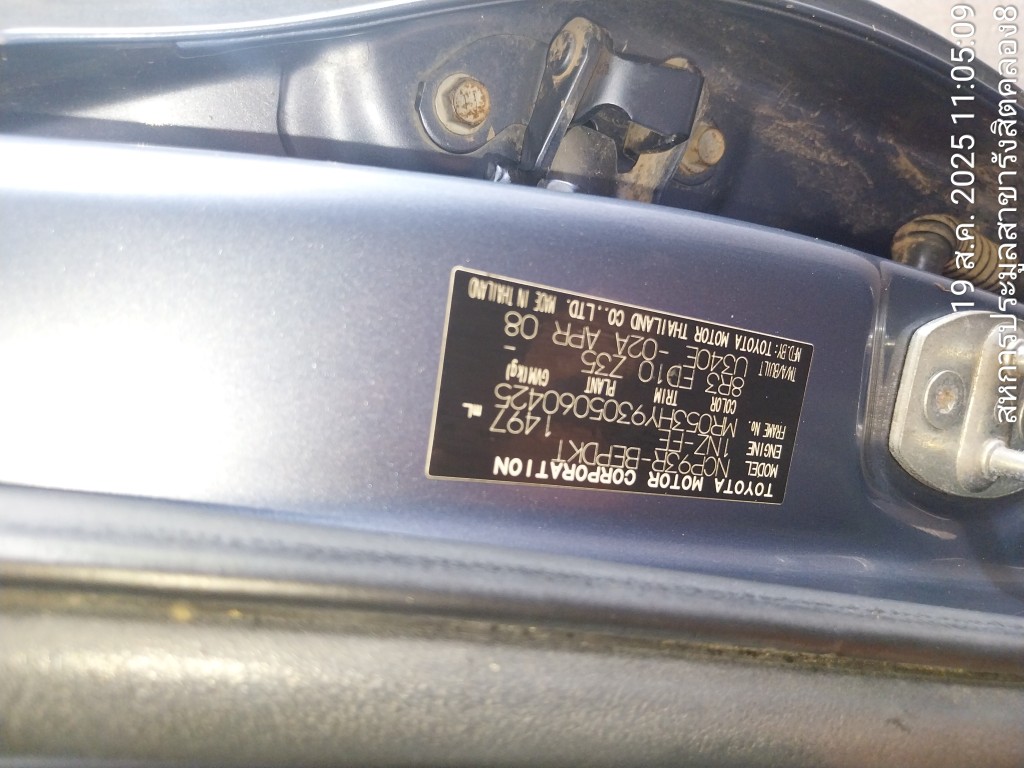 TOYOTA MOTOR CORPORATION
MODEL NCP93R-BEPDKT
ENGINE 1NZ-FE 1497 mL
FRAME No. MR053HY9305060425
COLOR TRIM PLANT GVM(kg)
8R3 FD10 Z35 -
TMA/BUILT U340E -02A APR 08
MFD.BY: TOYOTA MOTOR THAILAND CO.,LTD. MADE IN THAILAND
19 ส.ค. 2025 11:05:09
สหการประมูลสาขารังสิตคลอง8